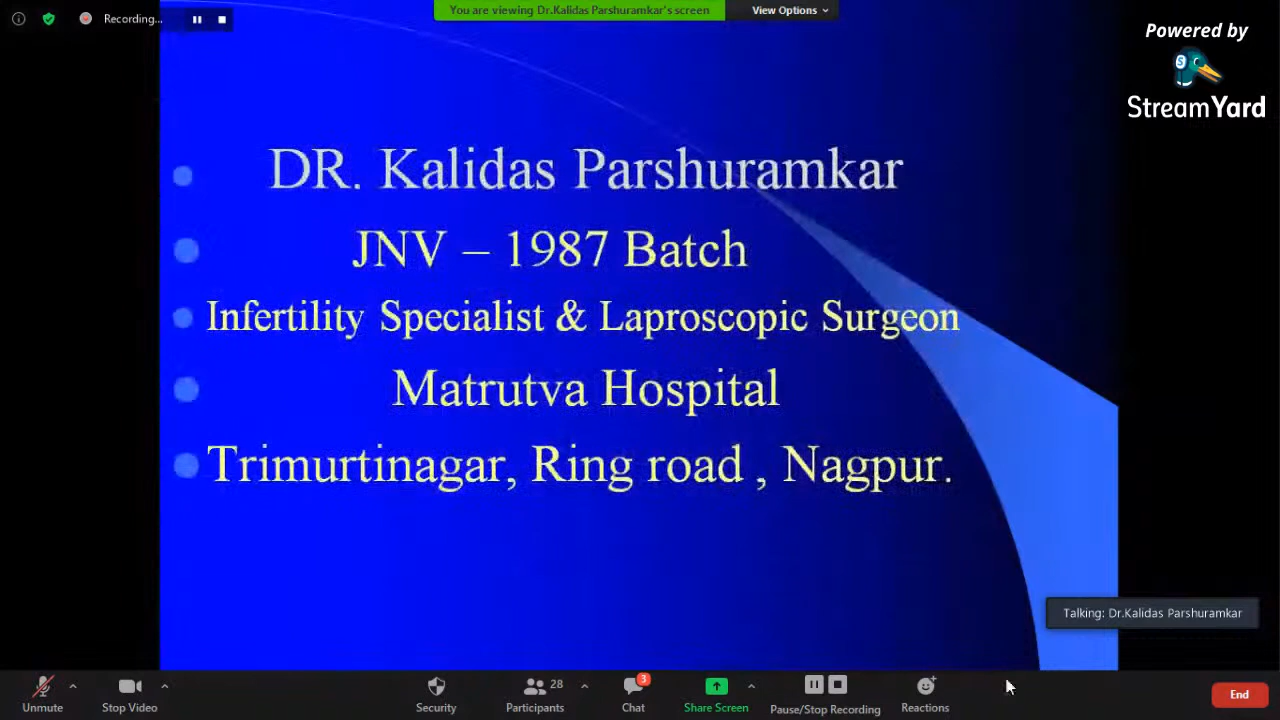 Recording...
You are viewing Dr.Kalidas Parshuramkar's screen
View Options
Powered by
StreamYard
DR. Kalidas Parshuramkar
JNV – 1987 Batch
Infertility Specialist & Laproscopic Surgeon
Matrutva Hospital
Trimurtinagar, Ring road , Nagpur.
Talking: Dr.Kalidas Parshuramkar
Unmute
Stop Video
Security
Participants
28
Chat
3
Share Screen
Pause/Stop Recording
Reactions
End